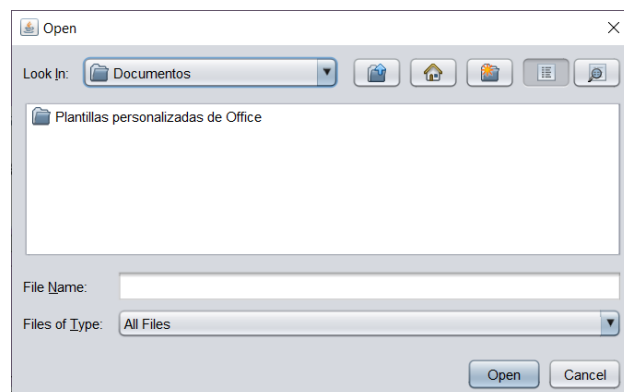 Open
Look In: Documentos
Plantillas personalizadas de Office
File Name:
Files of Type: All Files
Open Cancel